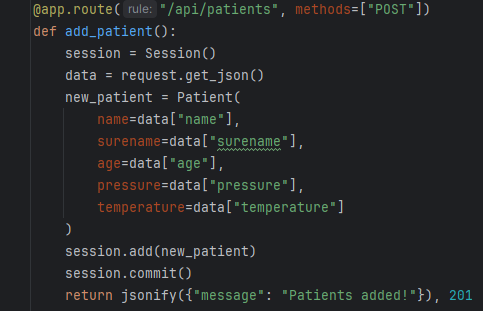 @app.route(rule: "/api/patients", methods=["POST"])
def add_patient():
    session = Session()
    data = request.get_json()
    new_patient = Patient(
        name=data["name"],
        surename=data["surename"],
        age=data["age"],
        pressure=data["pressure"],
        temperature=data["temperature"]
    )
    session.add(new_patient)
    session.commit()
    return jsonify({"message": "Patients added!"}), 201